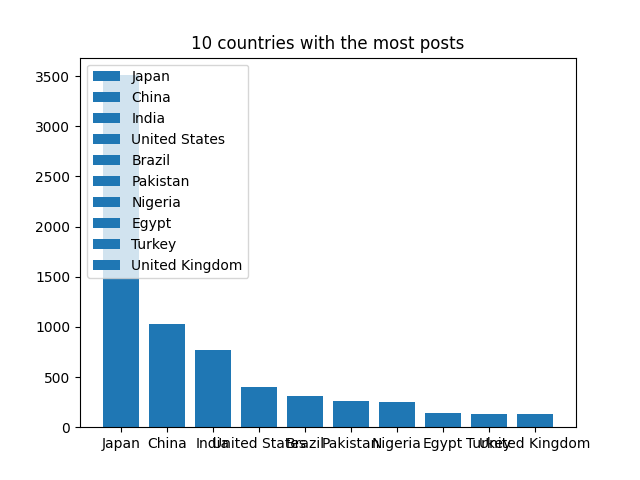 10 countries with the most posts
3500
3000
2500
2000
1500
1000
500
0
Japan
China
India
United States
Brazil
Pakistan
Nigeria
Egypt
Turkey
United Kingdom
Japan China India United States Brazil Pakistan Nigeria Egypt Turkey United Kingdom